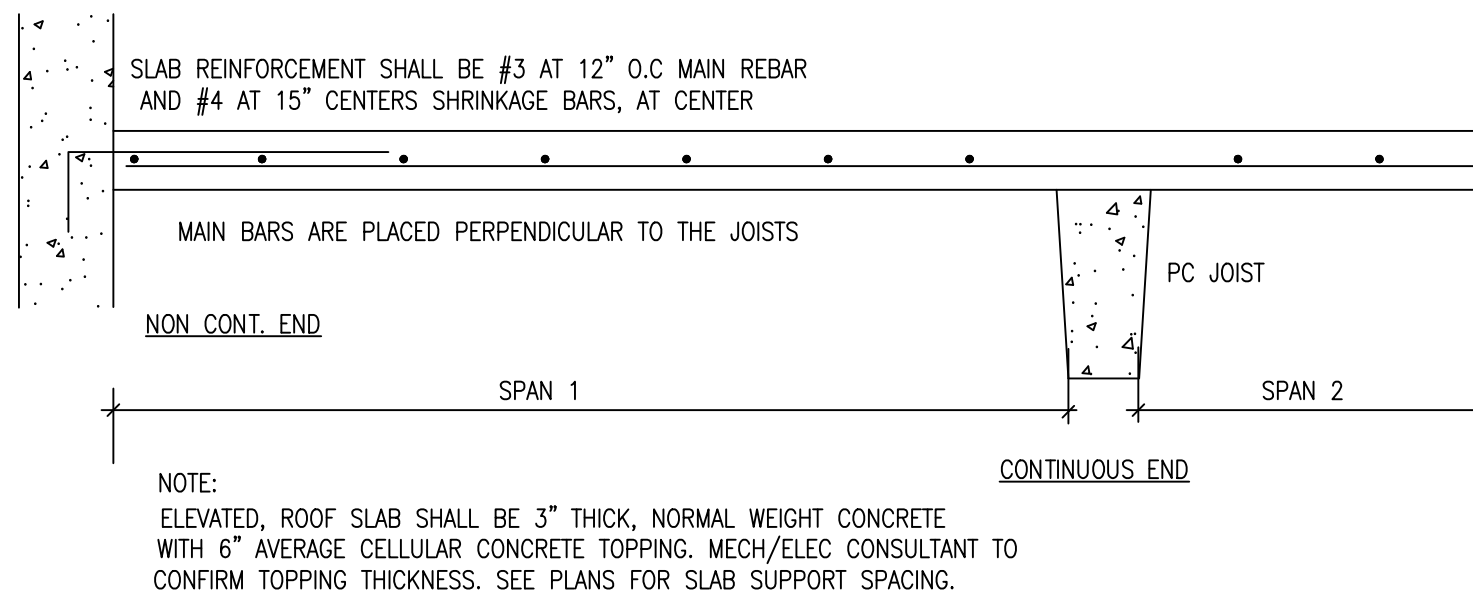 SLAB REINFORCEMENT SHALL BE #3 AT 12" O.C MAIN REBAR
AND #4 AT 15" CENTERS SHRINKAGE BARS, AT CENTER
MAIN BARS ARE PLACED PERPENDICULAR TO THE JOISTS
PC JOIST
NON CONT. END
SPAN 1
SPAN 2
CONTINUOUS END
NOTE:
ELEVATED, ROOF SLAB SHALL BE 3" THICK, NORMAL WEIGHT CONCRETE
WITH 6" AVERAGE CELLULAR CONCRETE TOPPING. MECH/ELEC CONSULTANT TO
CONFIRM TOPPING THICKNESS. SEE PLANS FOR SLAB SUPPORT SPACING.